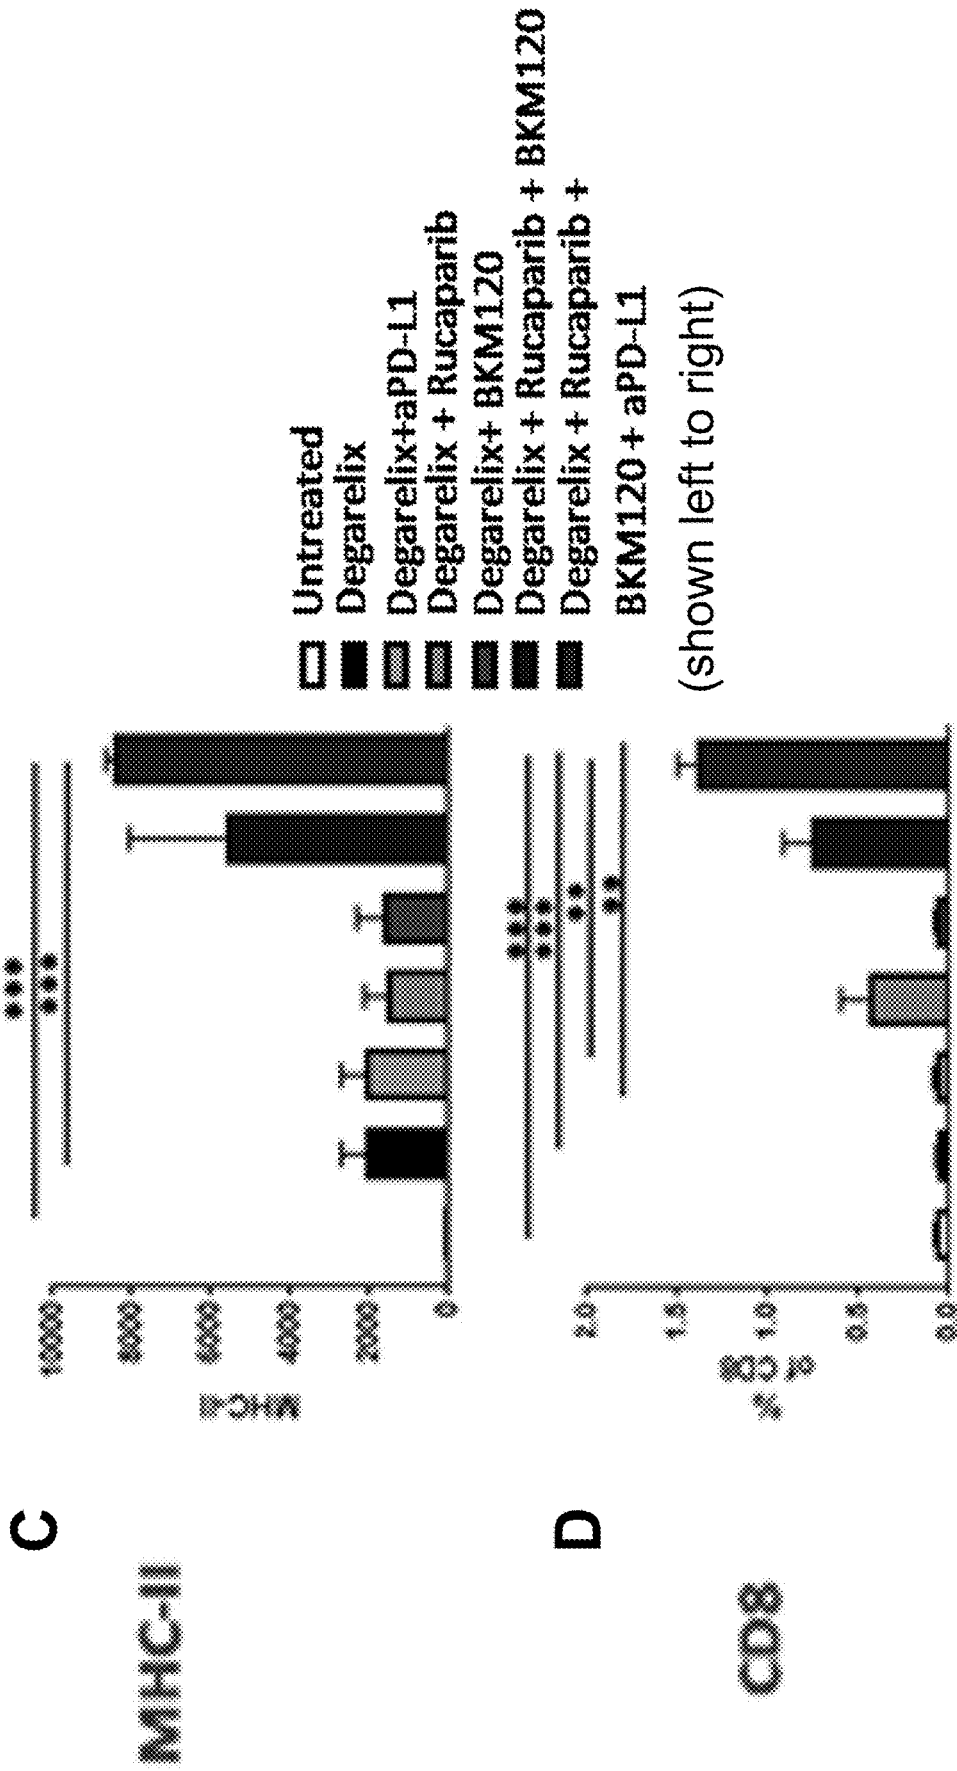 C
MHC-II
MHC-II
10000
8000
6000
4000
2000
0
•••
•••
Untreated
Degarelix
Degarelix+aPD-L1
Degarelix + Rucaparib
Degarelix+ BKM120
Degarelix + Rucaparib + BKM120
Degarelix + Rucaparib +
BKM120 + aPD-L1
(shown left to right)
D
CD8
%
of CD8
2.0
1.5
1.0
0.5
0.0
•••
•••
••
••